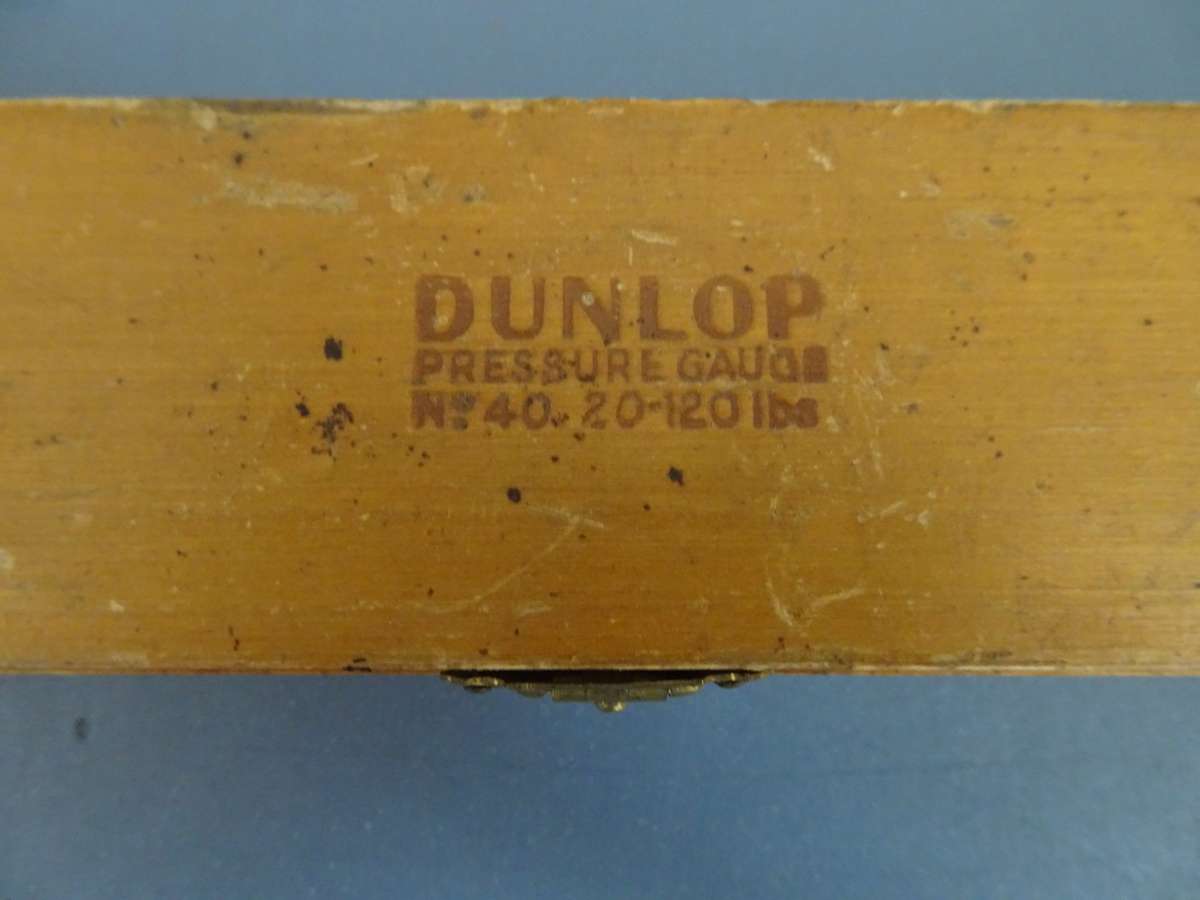 DUNLOP
PRESSURE GAUGE
Nº 40. 20-120 lbs